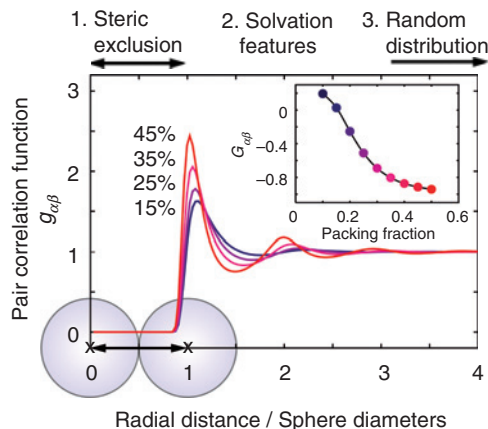 1. Steric exclusion
2. Solvation features
3. Random distribution
Pair correlation function
gαβ
3
2
1
0
45%
35%
25%
15%
Gαβ
0
−0.4
−0.8
0
0.2
0.4
0.6
Packing fraction
x
x
0
1
2
3
4
Radial distance / Sphere diameters